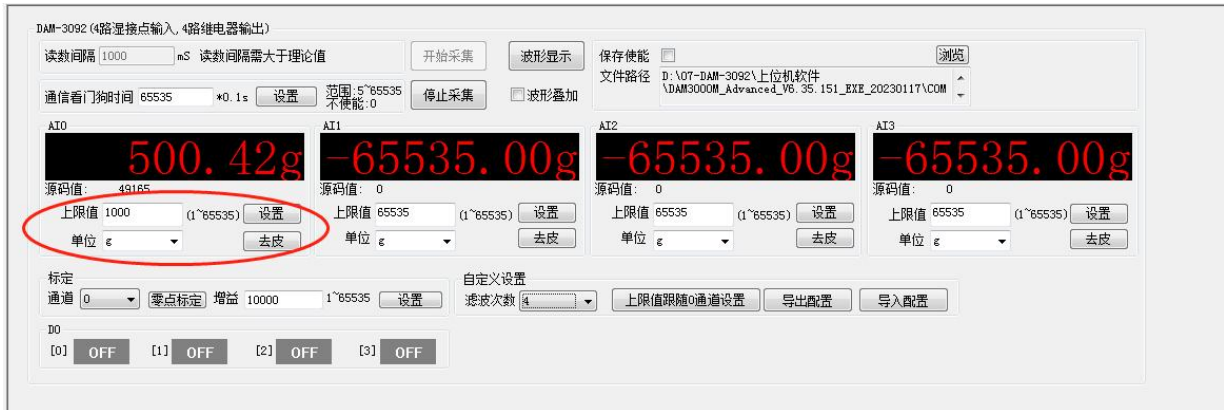 DAM-3092(4路湿接点输入,4路继电器输出)
读数间隔 1000 mS 读数间隔需大于理论值 开始采集 波形显示 保存使能 浏览
文件路径 D:\07-DAM-3092\上位机软件
\DAM3000M_Advanced_V6.35.151_EXE_20230117\COM
通信看门狗时间 65535 *0.1s 设置 范围:5~65535 停止采集 波形叠加
不使能:0
AI0 AI1 AI2 AI3
500.42g -65535.00g -65535.00g -65535.00g
源码值: 49165 源码值: 0 源码值: 0 源码值: 0
上限值 1000 (1~65535) 设置 上限值 65535 (1~65535) 设置 上限值 65535 (1~65535) 设置 上限值 65535 (1~65535) 设置
单位 g 去皮 单位 g 去皮 单位 g 去皮 单位 g 去皮
标定 自定义设置
通道 0 零点标定 增益 10000 1~65535 设置 滤波次数 4 上限值跟随0通道设置 导出配置 导入配置
DO
[0] OFF [1] OFF [2] OFF [3] OFF